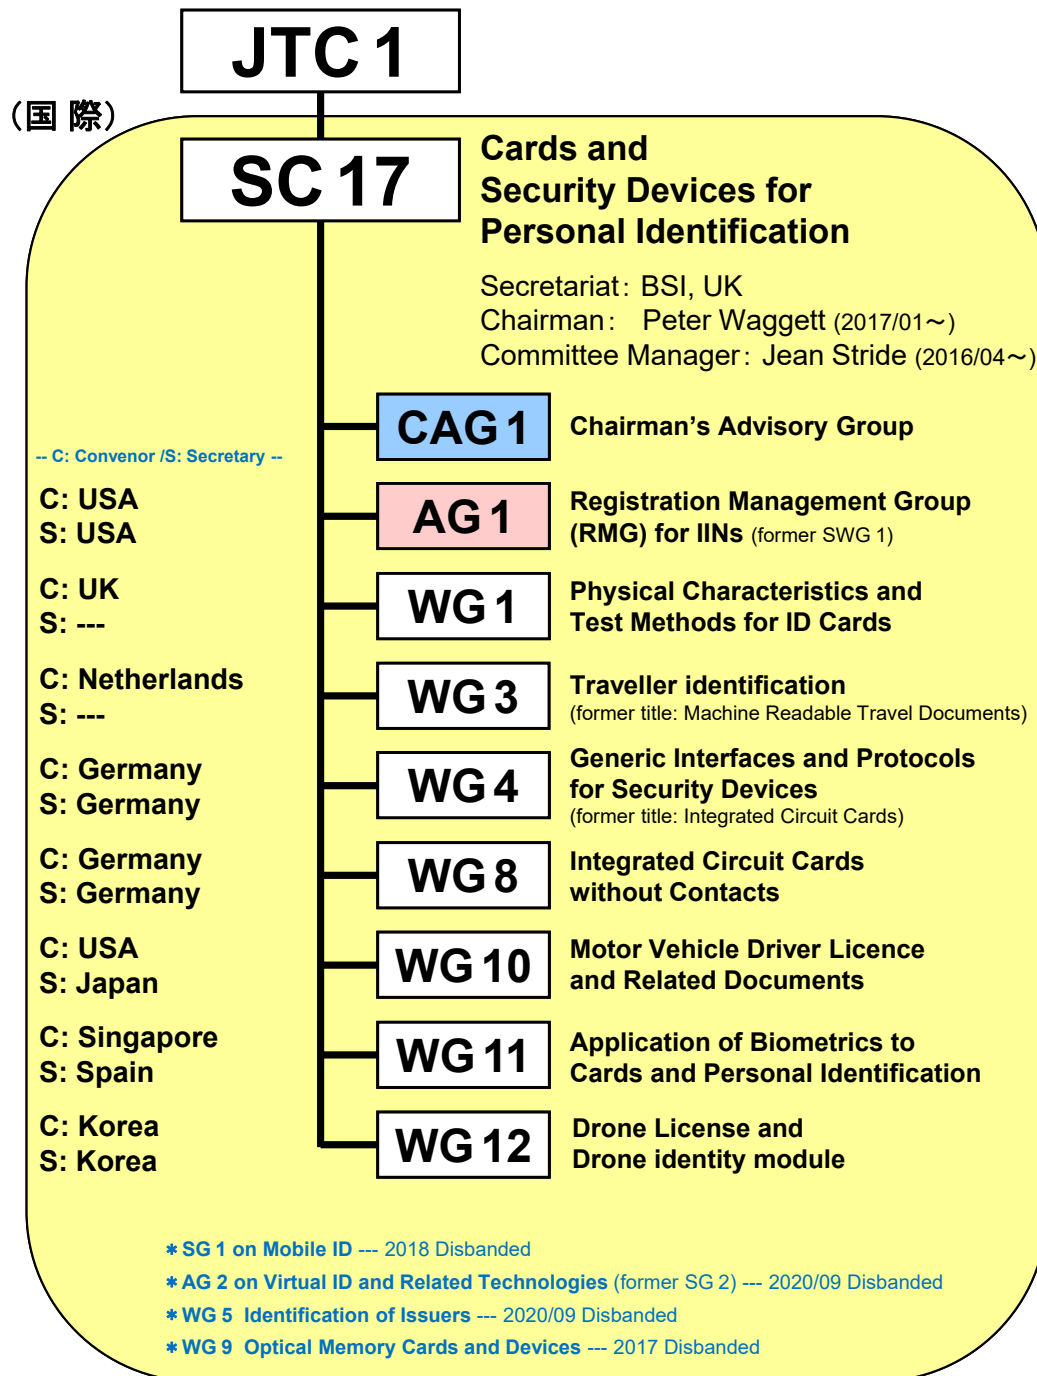 JTC 1
（国 際）
SC 17
Cards and
Security Devices for
Personal Identification
Secretariat： BSI, UK
Chairman： Peter Waggett (2017/01～)
Committee Manager： Jean Stride (2016/04～)
CAG 1
Chairman’s Advisory Group
-- C: Convenor /S: Secretary --
C: USA
S: USA
AG 1
Registration Management Group
(RMG) for IINs (former SWG 1)
C: UK
S: ---
WG 1
Physical Characteristics and
Test Methods for ID Cards
C: Netherlands
S: ---
WG 3
Traveller identification
(former title: Machine Readable Travel Documents)
C: Germany
S: Germany
WG 4
Generic Interfaces and Protocols
for Security Devices
(former title: Integrated Circuit Cards)
C: Germany
S: Germany
WG 8
Integrated Circuit Cards
without Contacts
C: USA
S: Japan
WG 10
Motor Vehicle Driver Licence
and Related Documents
C: Singapore
S: Spain
WG 11
Application of Biometrics to
Cards and Personal Identification
C: Korea
S: Korea
WG 12
Drone License and
Drone identity module
＊SG 1 on Mobile ID --- 2018 Disbanded
＊AG 2 on Virtual ID and Related Technologies (former SG 2) --- 2020/09 Disbanded
＊WG 5 Identification of Issuers --- 2020/09 Disbanded
＊WG 9 Optical Memory Cards and Devices --- 2017 Disbanded